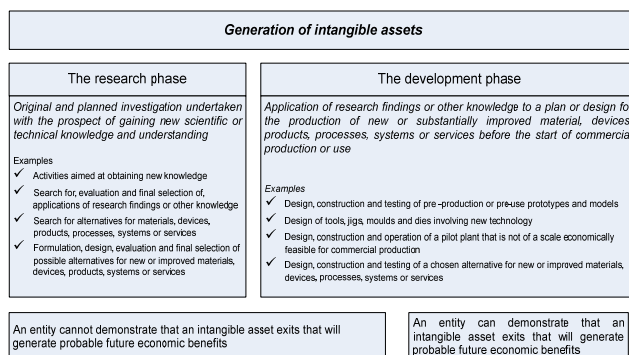 Generation of intangible assets
The research phase
Original and planned investigation undertaken
with the prospect of gaining new scientific or
technical knowledge and understanding
Examples
✓ Activities aimed at obtaining new knowledge
✓ Search for, evaluation and final selection of,
applications of research findings or other knowledge
✓ Search for alternatives for materials, devices,
products, processes, systems or services
✓ Formulation, design, evaluation and final selection of
possible alternatives for new or improved materials,
devices, products, systems or services
The development phase
Application of research findings or other knowledge to a plan or design fo
the production of new or substantially improved material, devices
products, processes, systems or services before the start of commercia
production or use
Examples
✓ Design, construction and testing of pre -production or pre-use prototypes and models
✓ Design of tools, jigs, moulds and dies involving new technology
✓ Design, construction and operation of a pilot plant that is not of a scale economically
feasible for commercial production
✓ Design, construction and testing of a chosen alternative for new or improved materials,
devices, processes, systems or services
An entity cannot demonstrate that an intangible asset exits that will
generate probable future economic benefits
An entity can demonstrate that an
intangible asset exits that will generate
probable future economic benefits